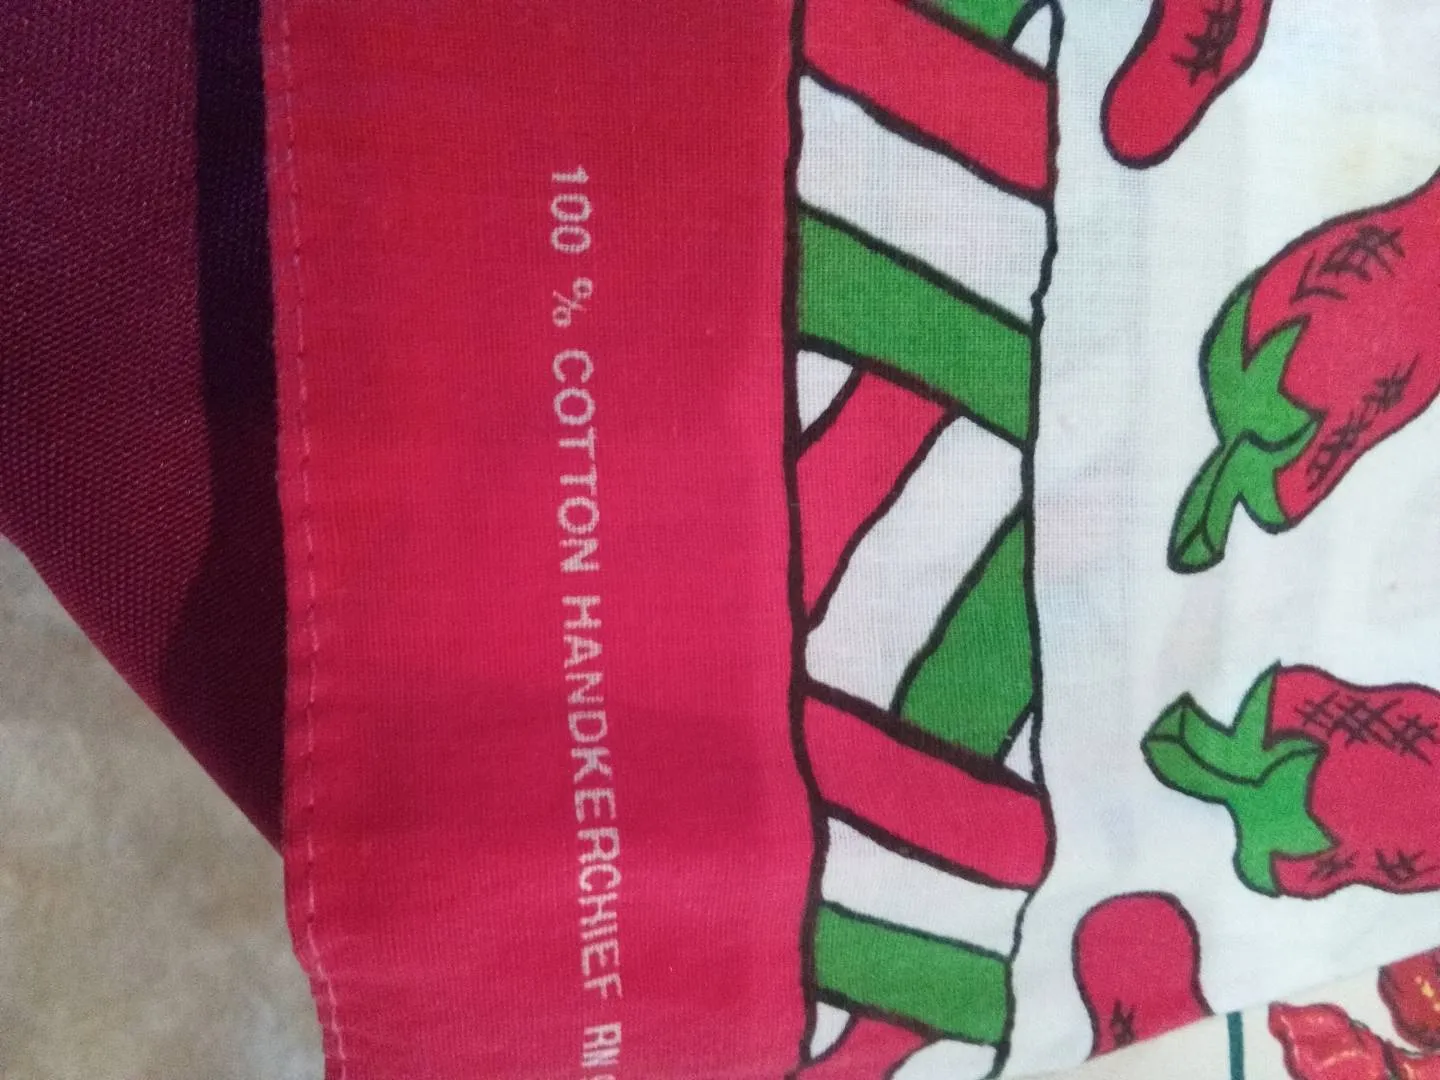 100 % COTTON HANDKERCHIEF